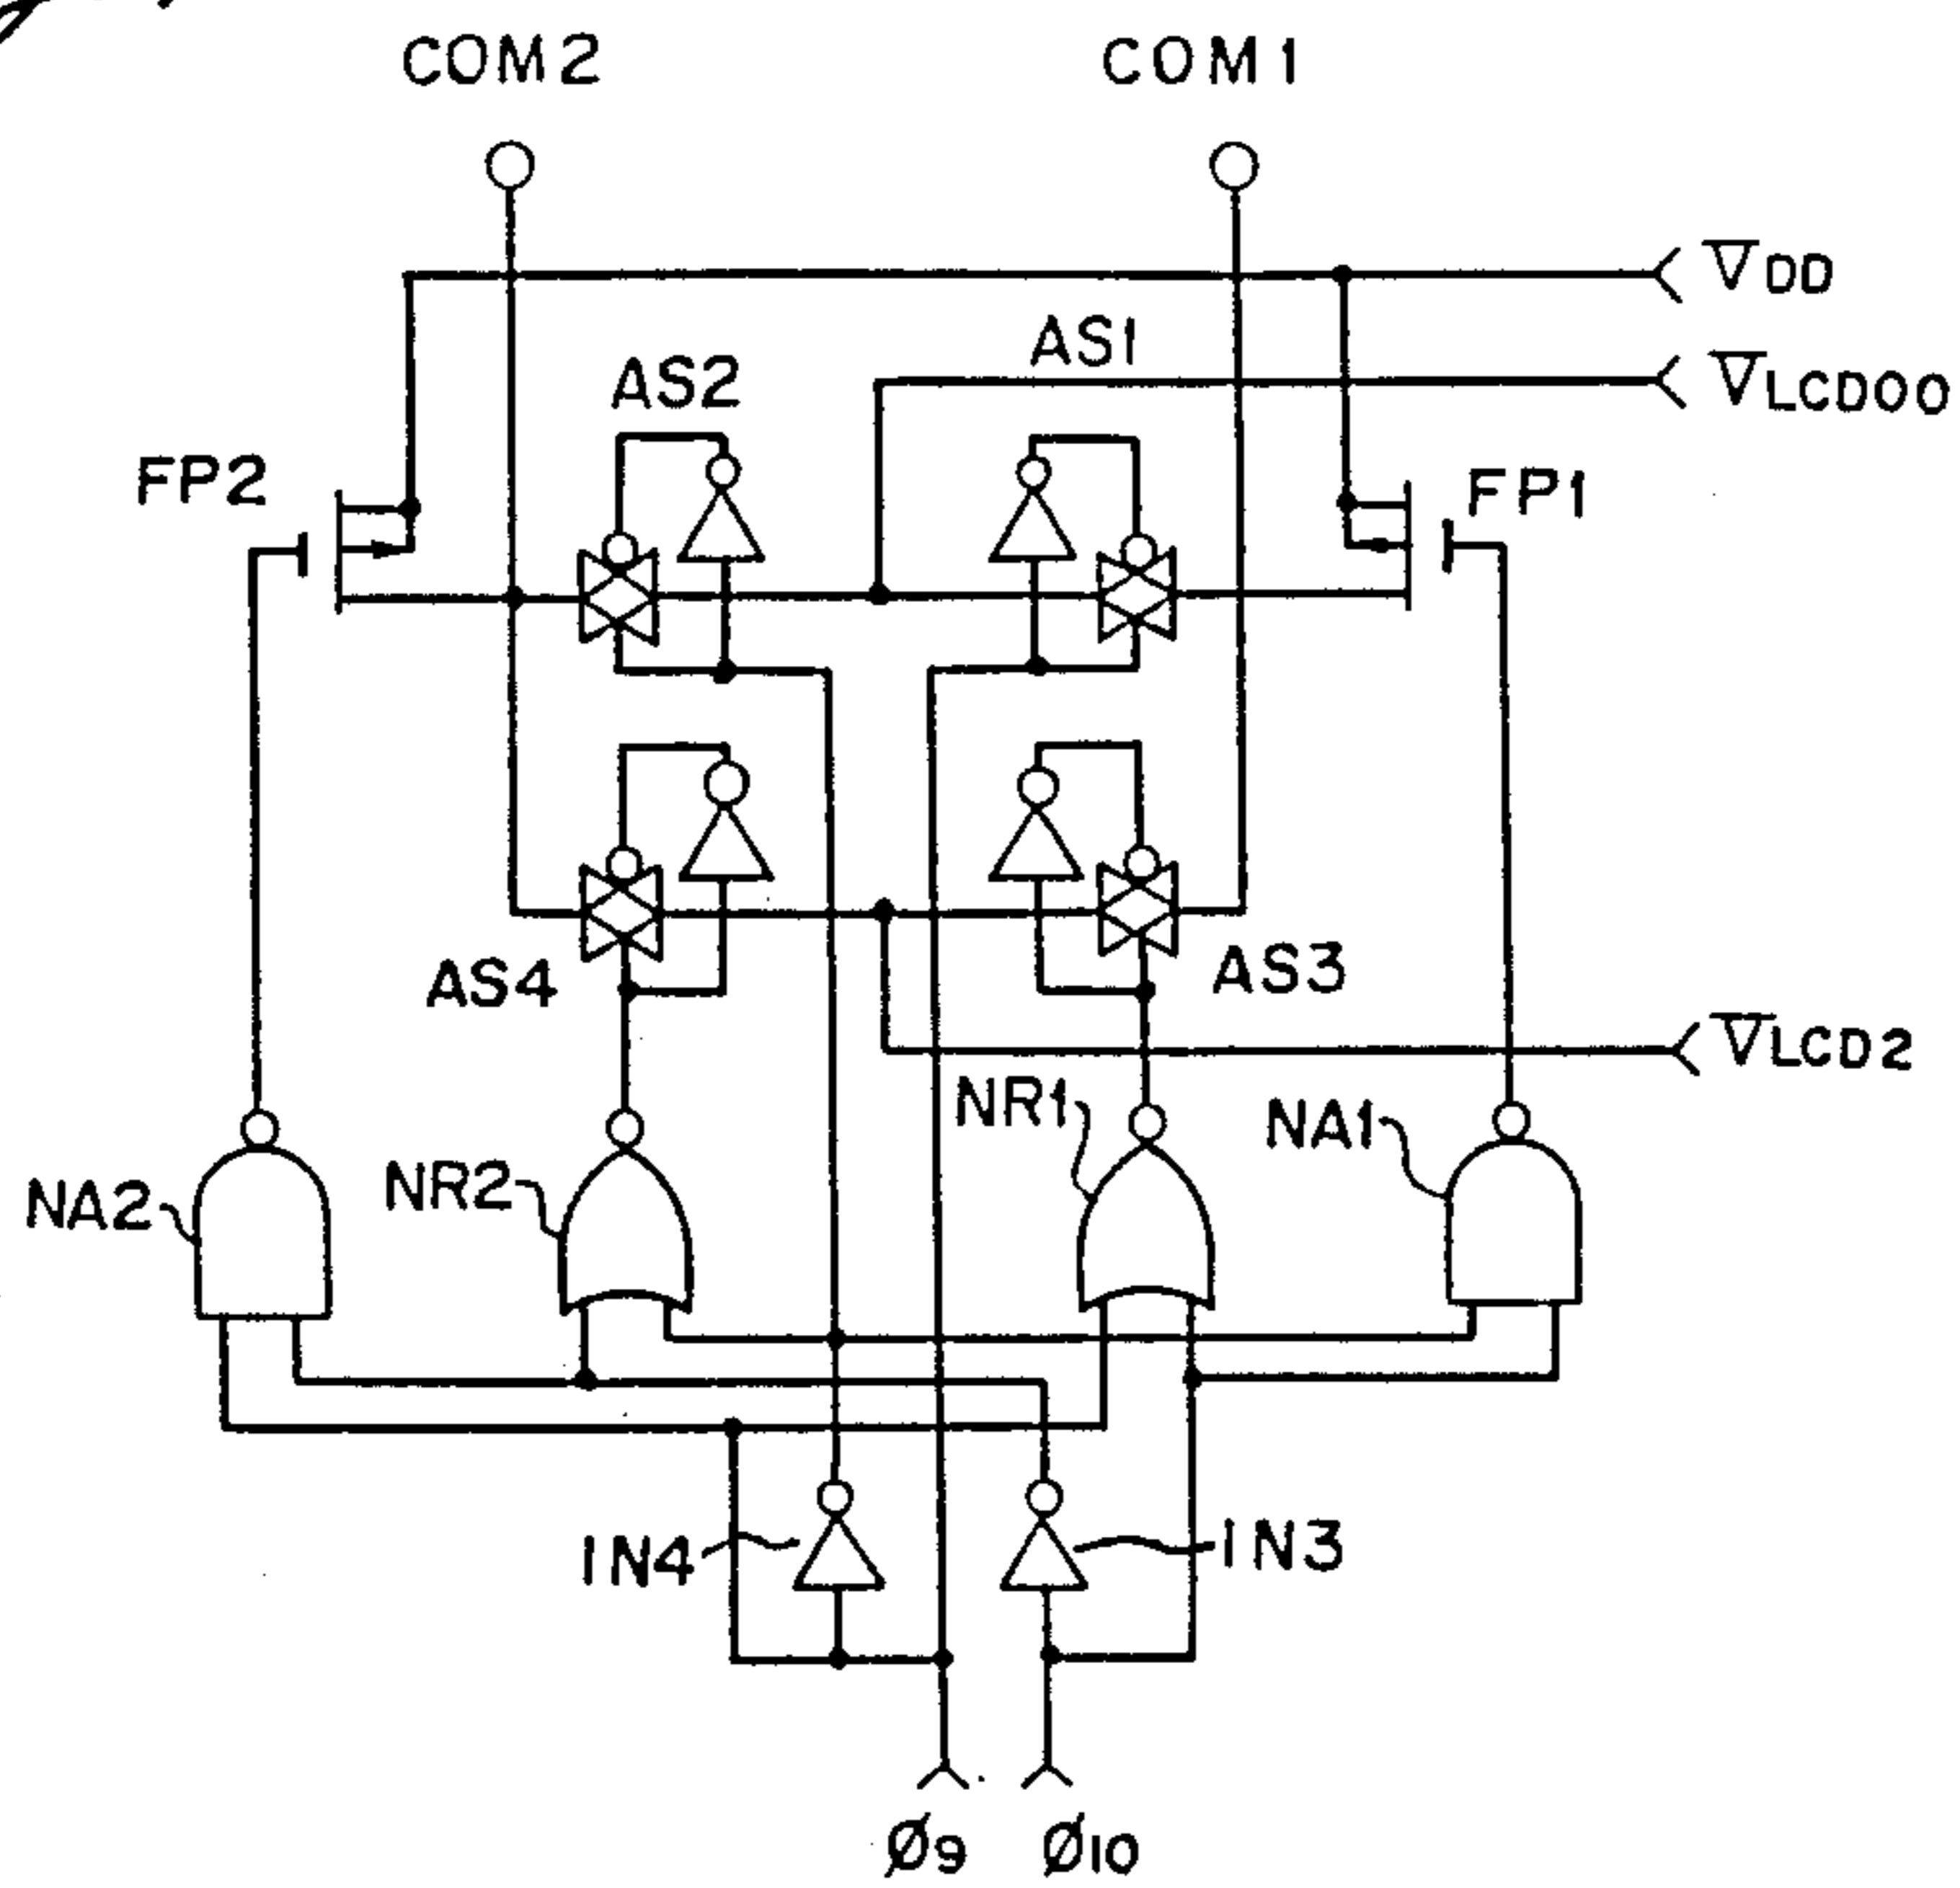 COM2
COM1
VDD
AS1
VLCD00
AS2
FP2
FP1
AS4
AS3
VLCD2
NR1
NA1
NR2
NA2
IN4
IN3
Ø9
Ø10